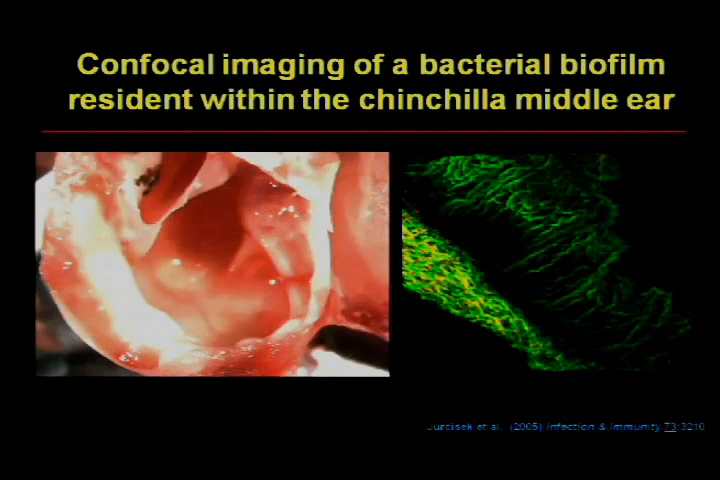 Confocal imaging of a bacterial biofilm
resident within the chinchilla middle ear
Jurcisek et al. (2005) Infection & Immunity 73:3210